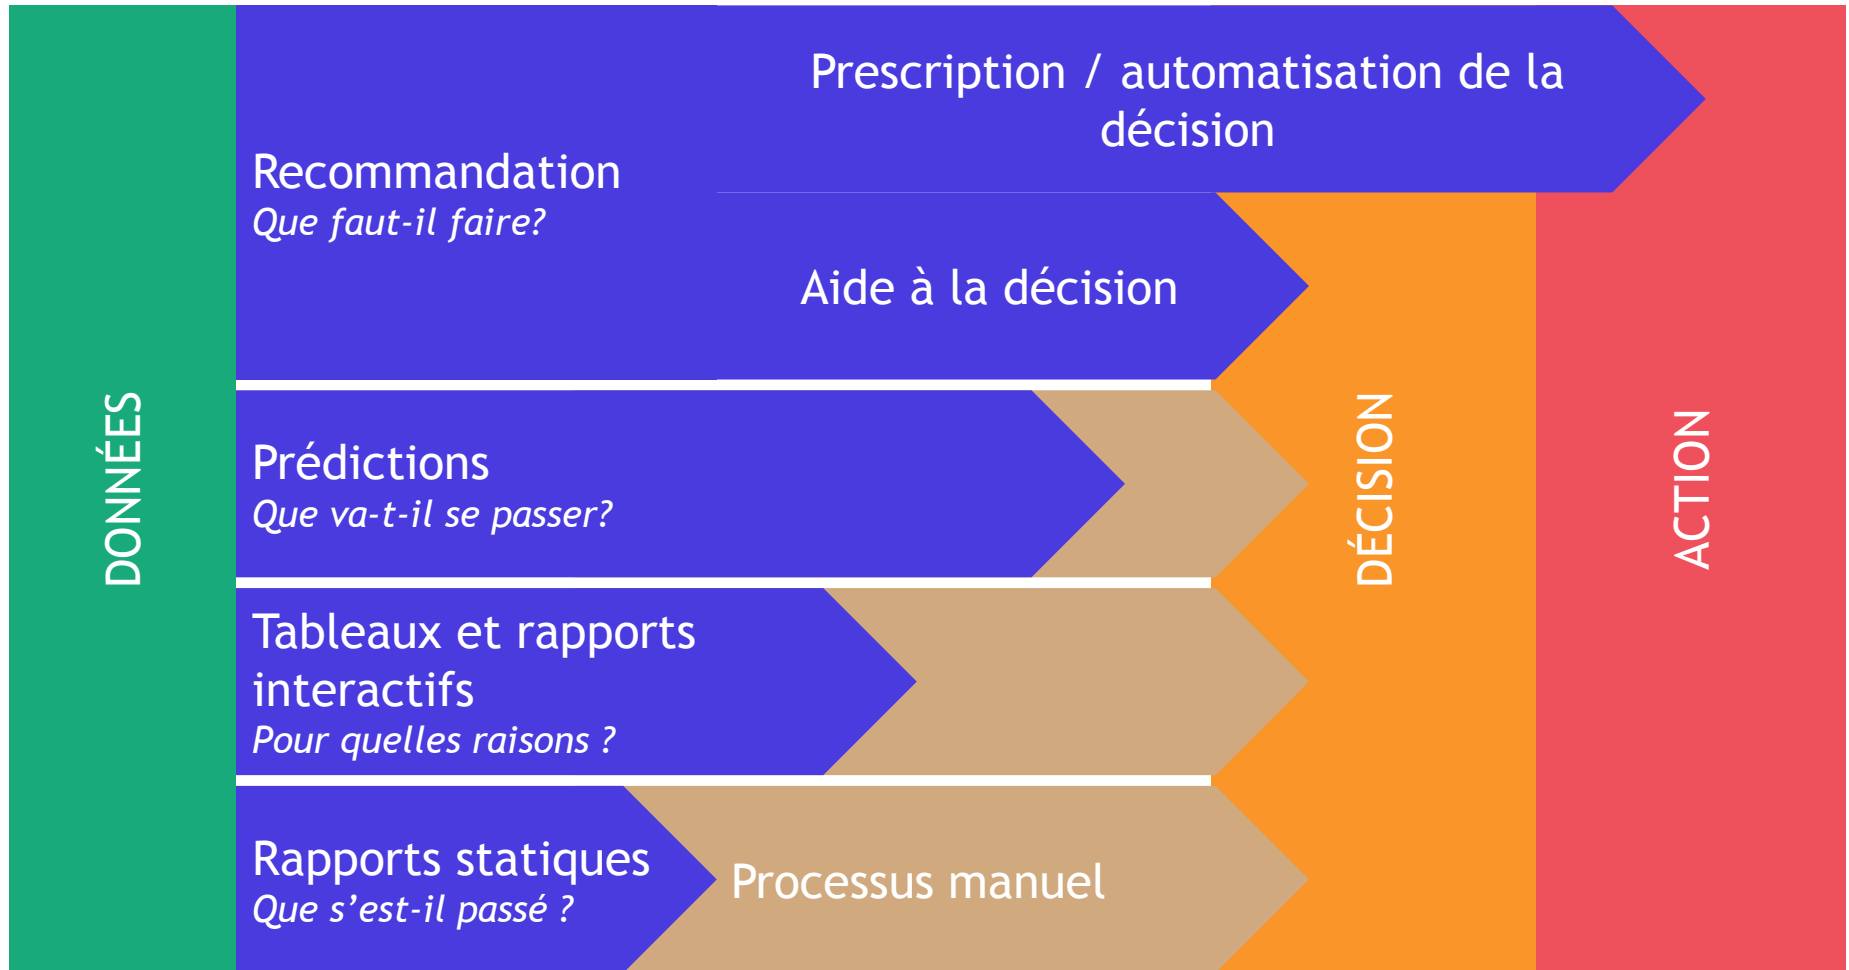 DONNÉES
Recommandation
Que faut-il faire?
Prescription / automatisation de la
décision
Aide à la décision
Prédictions
Que va-t-il se passer?
Tableaux et rapports
interactifs
Pour quelles raisons ?
Rapports statiques
Que s’est-il passé ?
Processus manuel
DÉCISION
ACTION